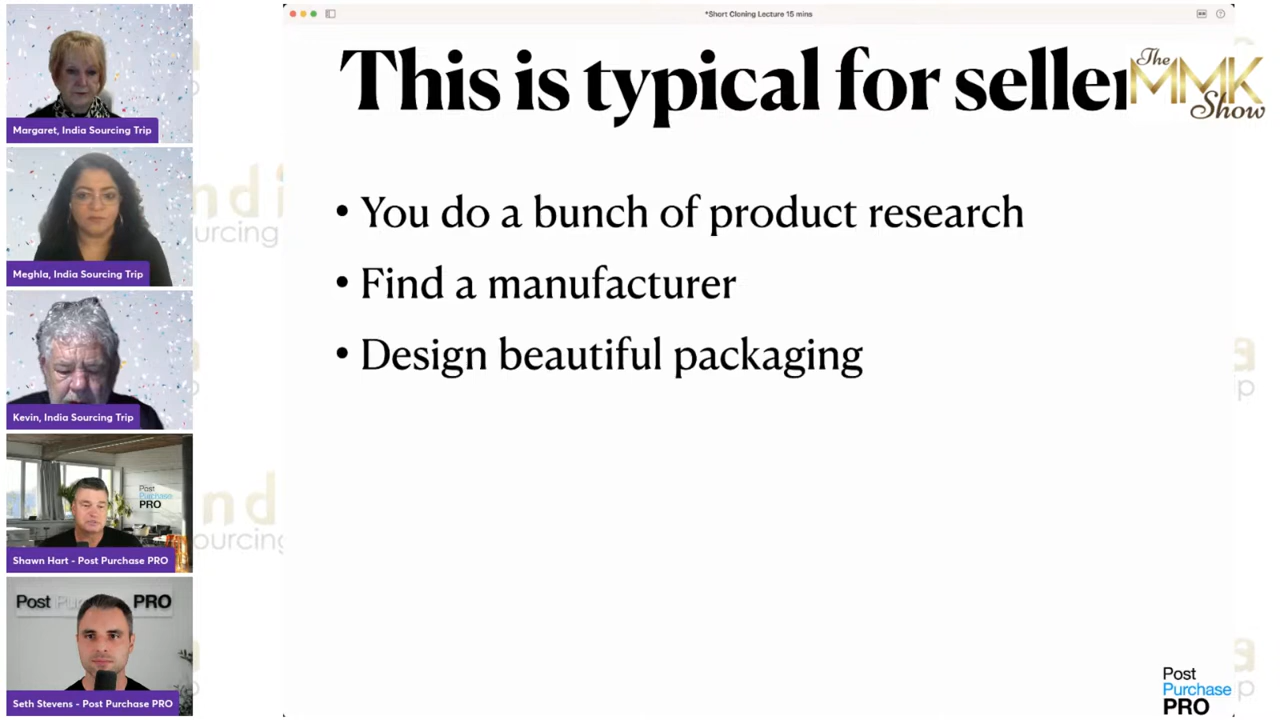 *Short Cloning Lecture 15 mins
This is typical for seller
The
MMK
Show
• You do a bunch of product research
• Find a manufacturer
• Design beautiful packaging
Margaret, India Sourcing Trip
Meghla, India Sourcing Trip
Kevin, India Sourcing Trip
Post
Purchase
PRO
Shawn Hart - Post Purchase PRO
Post Purchase PRO
Seth Stevens - Post Purchase PRO
Post
Purchase
PRO